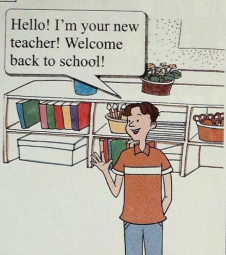 Hello! I'm your new
teacher! Welcome
back to school!